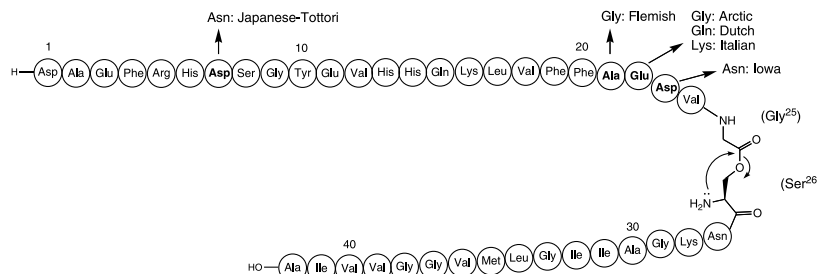 Asn: Japanese-Tottori
Gly: Flemish
Gly: Arctic
Gln: Dutch
Lys: Italian
Asn: Iowa
1 10 20
H Asp Ala Glu Phe Arg His Asp Ser Gly Tyr Glu Val His His Gln Lys Leu Val Phe Phe Ala Glu Asp Val
NH (Gly25)
O
O
(Ser26
H2N
O
40 30
HO Ala Ile Val Val Gly Gly Val Met Leu Gly Ile Ile Ala Gly Lys Asn